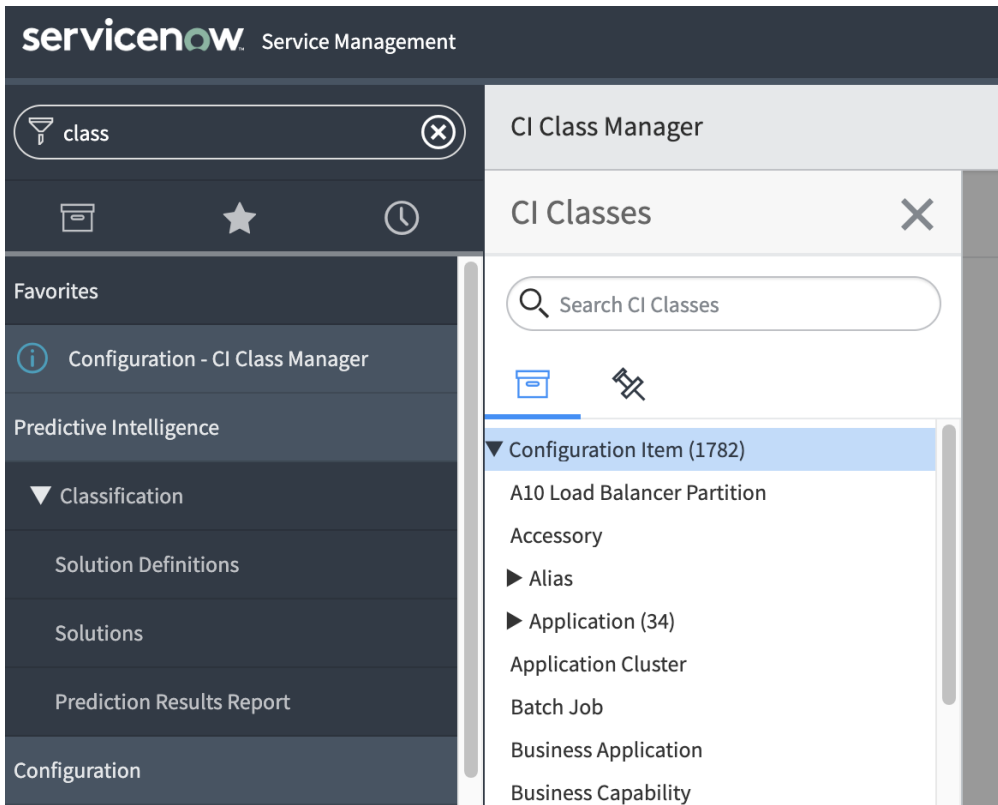 servicenow Service Management
class
Favorites
Configuration - CI Class Manager
Predictive Intelligence
Classification
Solution Definitions
Solutions
Prediction Results Report
Configuration
CI Class Manager
CI Classes
Search CI Classes
Configuration Item (1782)
A10 Load Balancer Partition
Accessory
Alias
Application (34)
Application Cluster
Batch Job
Business Application
Business Capability